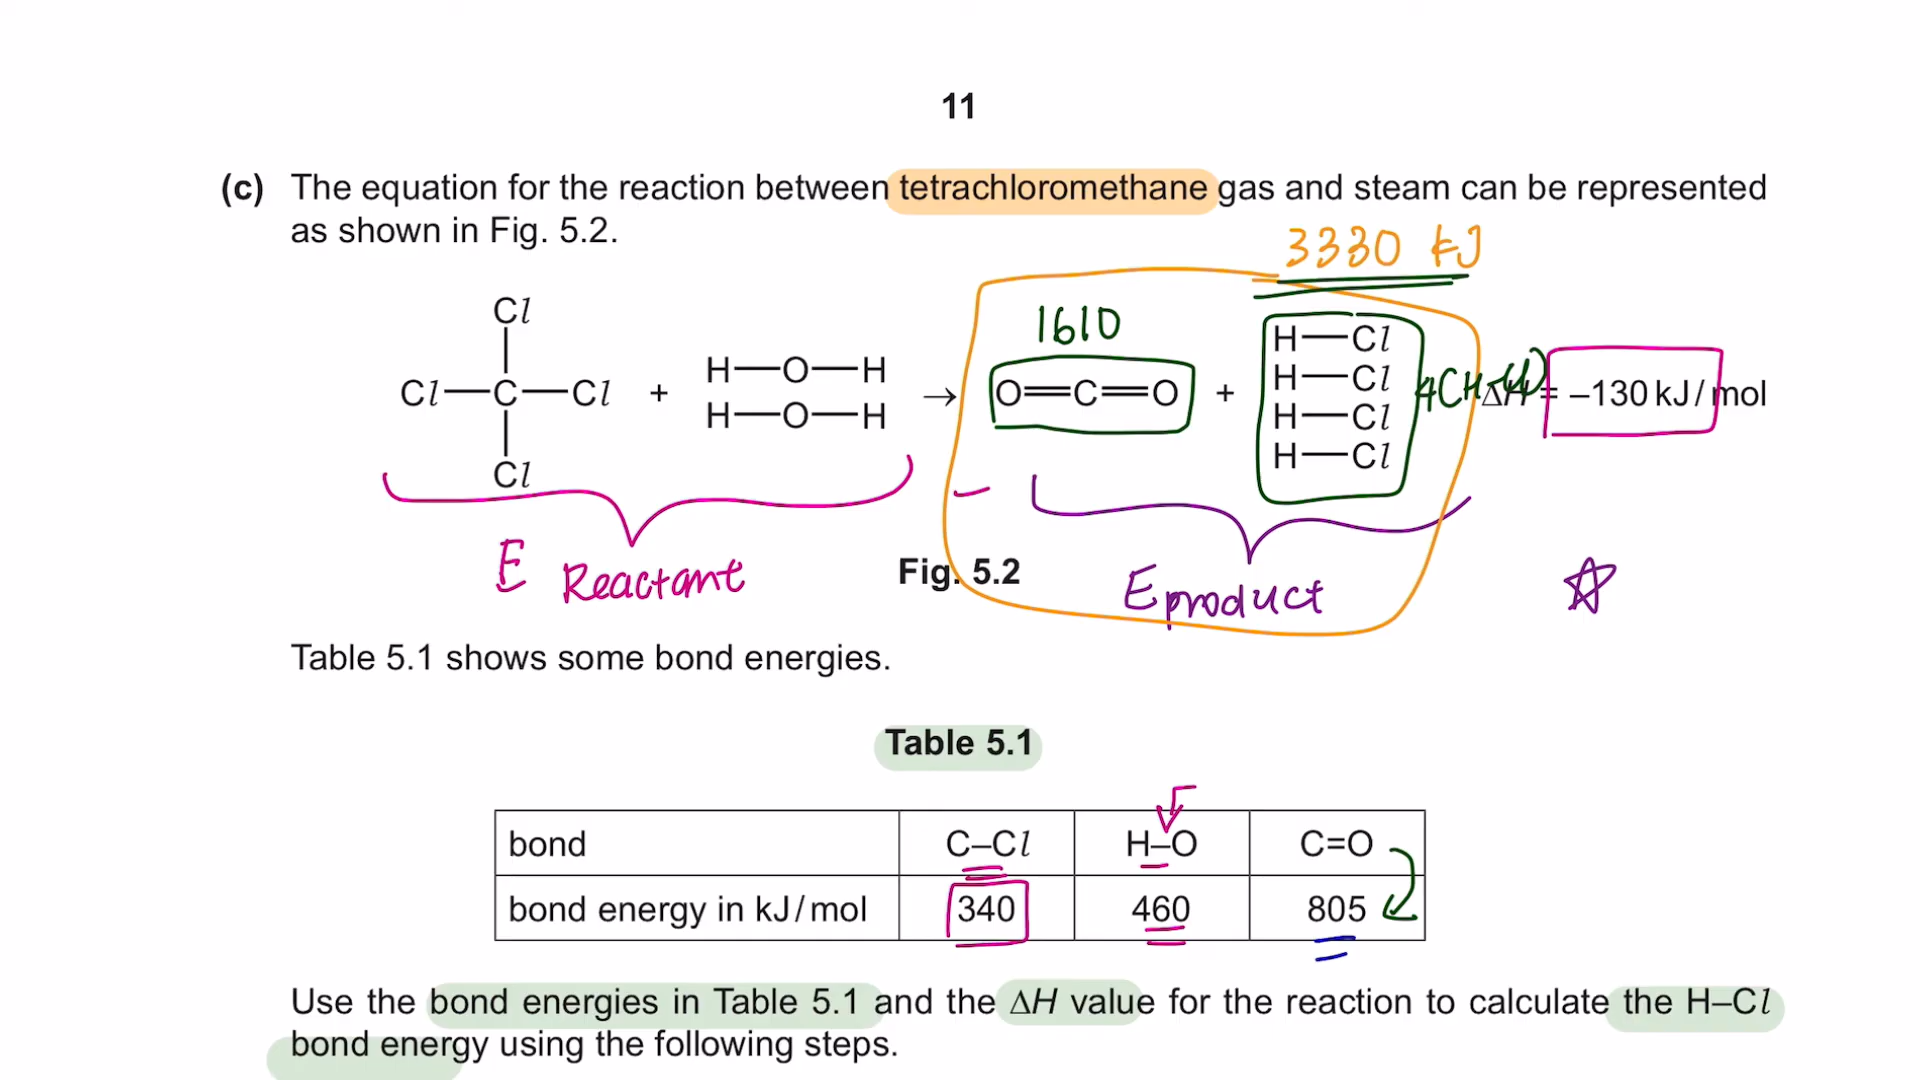 11
(c) The equation for the reaction between tetrachloromethane gas and steam can be represented
as shown in Fig. 5.2.
3330 kJ
1610
Cl
Cl—C—Cl + H—O—H
H—O—H
→ O=C=O + H—Cl
H—Cl
H—Cl
H—Cl
4(H-Cl)
ΔH = –130 kJ/mol
Cl
E Reactant
Fig. 5.2
E product
Table 5.1 shows some bond energies.
Table 5.1
bond C–Cl H–O C=O
bond energy in kJ/mol 340 460 805
Use the bond energies in Table 5.1 and the ΔH value for the reaction to calculate the H–Cl
bond energy using the following steps.